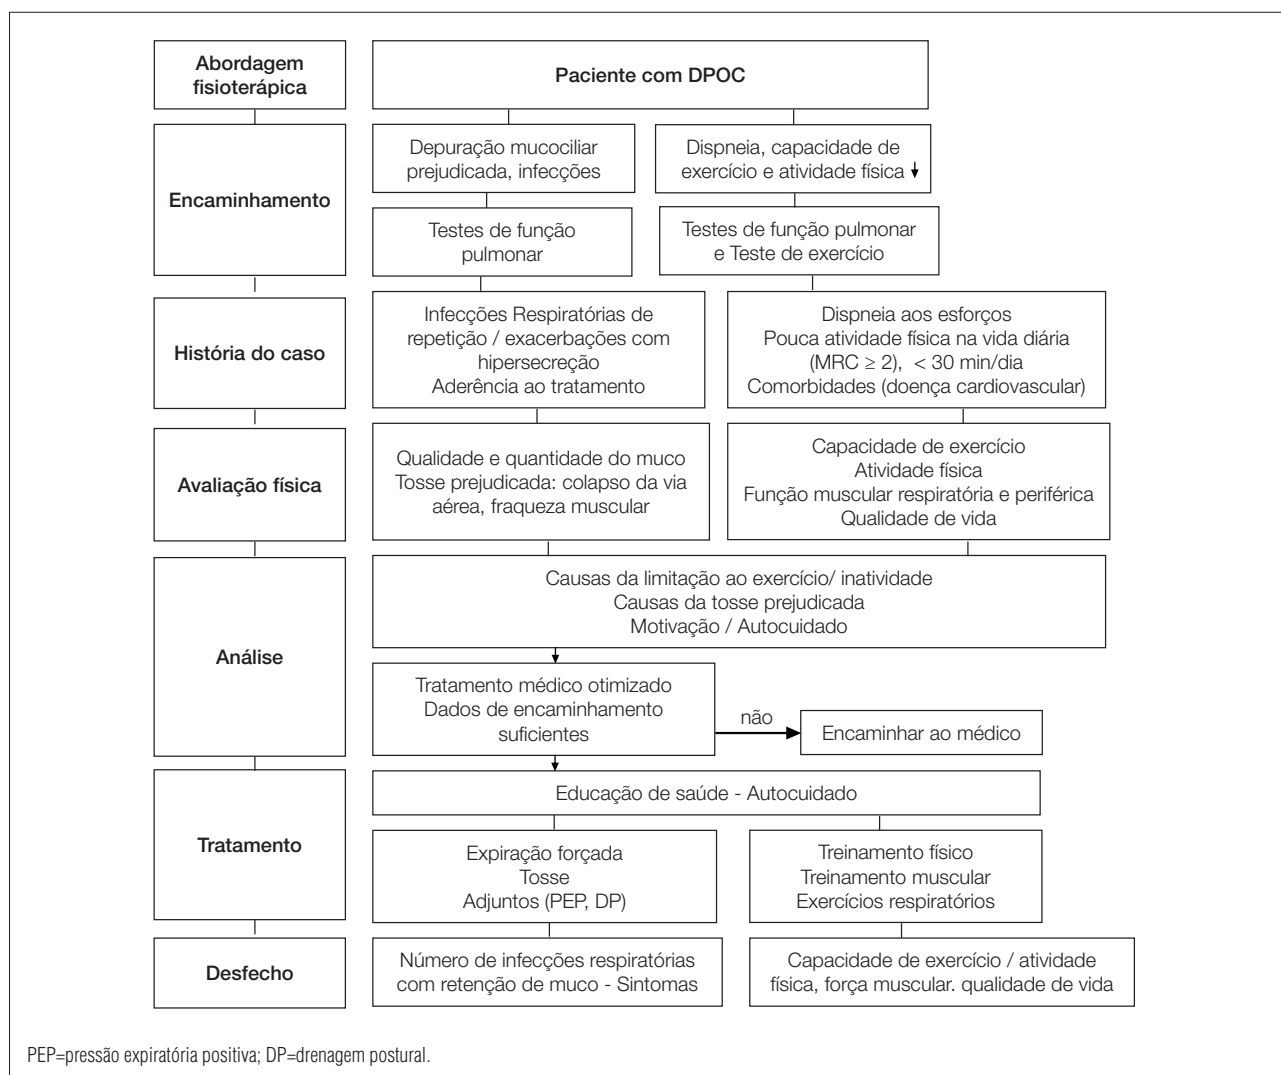 Abordagem
fisioterápica
Paciente com DPOC
Encaminhamento
Depuração mucociliar
prejudicada, infecções
Dispneia, capacidade de
exercício e atividade física ↓
Testes de função
pulmonar
Testes de função pulmonar
e Teste de exercício
História do caso
Infecções Respiratórias de
repetição / exacerbações com
hipersecreção
Aderência ao tratamento
Dispneia aos esforços
Pouca atividade física na vida diária
(MRC ≥ 2), < 30 min/dia
Comorbidades (doença cardiovascular)
Avaliação física
Qualidade e quantidade do muco
Tosse prejudicada: colapso da via
aérea, fraqueza muscular
Capacidade de exercício
Atividade física
Função muscular respiratória e periférica
Qualidade de vida
Análise
Causas da limitação ao exercício/ inatividade
Causas da tosse prejudicada
Motivação / Autocuidado
Tratamento médico otimizado
Dados de encaminhamento
suficientes
não
Encaminhar ao médico
Tratamento
Educação de saúde - Autocuidado
Expiração forçada
Tosse
Adjuntos (PEP, DP)
Treinamento físico
Treinamento muscular
Exercícios respiratórios
Desfecho
Número de infecções respiratórias
com retenção de muco - Sintomas
Capacidade de exercício / atividade
física, força muscular. qualidade de vida
PEP=pressão expiratória positiva; DP=drenagem postural.